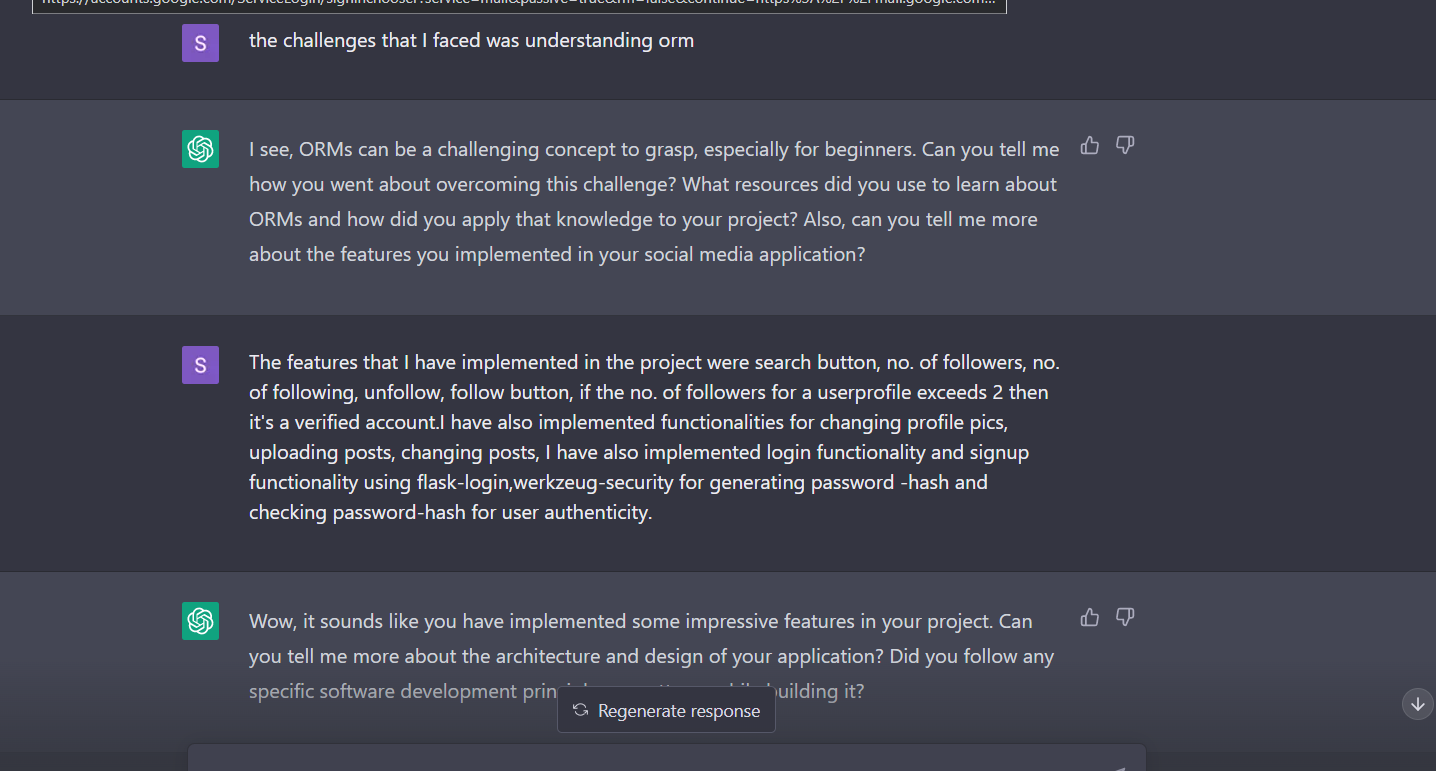 S
the challenges that I faced was understanding orm
I see, ORMs can be a challenging concept to grasp, especially for beginners. Can you tell me
how you went about overcoming this challenge? What resources did you use to learn about
ORMs and how did you apply that knowledge to your project? Also, can you tell me more
about the features you implemented in your social media application?
S
The features that I have implemented in the project were search button, no. of followers, no.
of following, unfollow, follow button, if the no. of followers for a userprofile exceeds 2 then
it's a verified account.I have also implemented functionalities for changing profile pics,
uploading posts, changing posts, I have also implemented login functionality and signup
functionality using flask-login,werkzeug-security for generating password -hash and
checking password-hash for user authenticity.
Wow, it sounds like you have implemented some impressive features in your project. Can
you tell me more about the architecture and design of your application? Did you follow any
specific software development building it?
Regenerate response